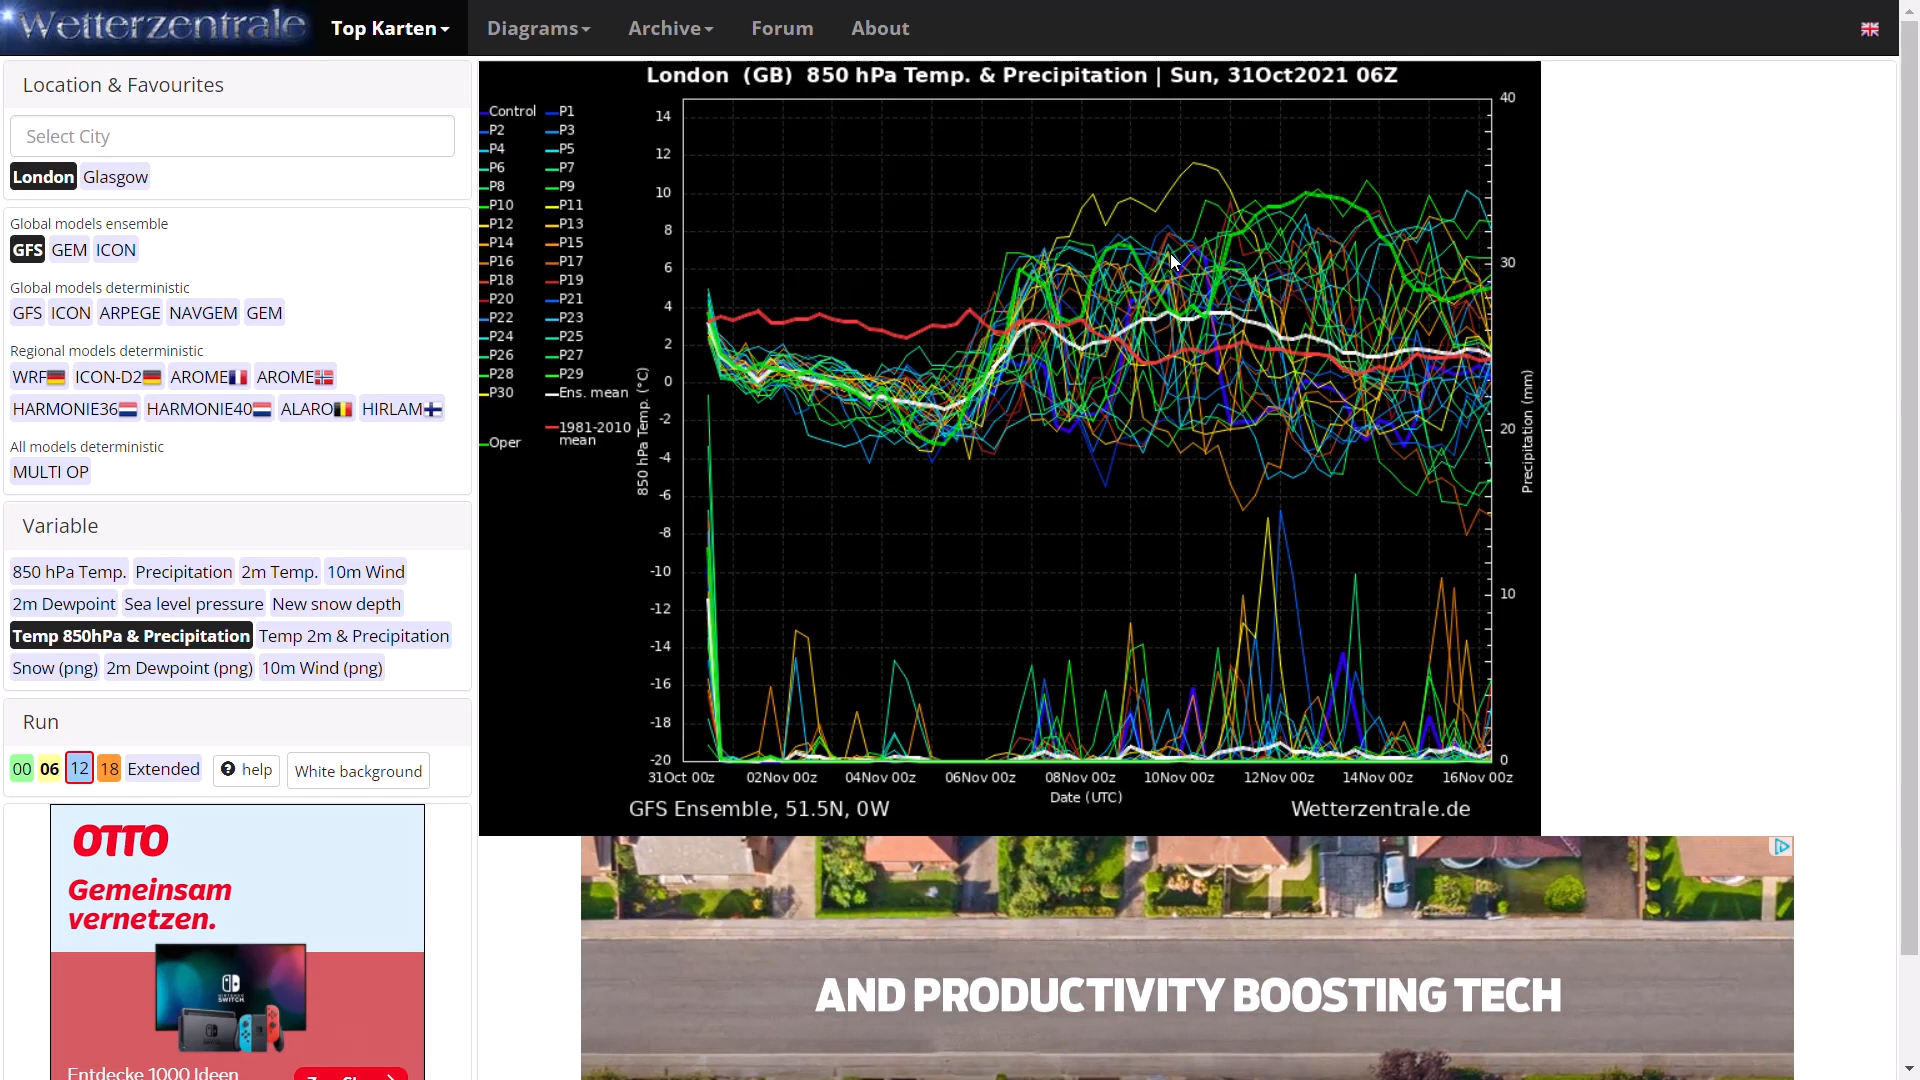 Wetterzentrale
Top Karten
Diagrams
Archive
Forum
About
Location & Favourites
Select City
London Glasgow
Global models ensemble
GFS GEM ICON
Global models deterministic
GFS ICON ARPEGE NAVGEM GEM
Regional models deterministic
WRF ICON-D2 AROME AROME
HARMONIE36 HARMONIE40 ALARO HIRLAM
All models deterministic
MULTI OP
Variable
850 hPa Temp. Precipitation 2m Temp. 10m Wind
2m Dewpoint Sea level pressure New snow depth
Temp 850hPa & Precipitation Temp 2m & Precipitation
Snow (png) 2m Dewpoint (png) 10m Wind (png)
Run
00 06 12 18 Extended help White background
London (GB) 850 hPa Temp. & Precipitation | Sun, 31Oct2021 06Z
Control P1
P2 P3
P4 P5
P6 P7
P8 P9
P10 P11
P12 P13
P14 P15
P16 P17
P18 P19
P20 P21
P22 P23
P24 P25
P26 P27
P28 P29
P30 Ens. mean
1981-2010
mean
Oper
850 hPa Temp. (°C)
14
12
10
8
6
4
2
0
-2
-4
-6
-8
-10
-12
-14
-16
-18
-20
40
30
20
10
0
Precipitation (mm)
31Oct 00z 02Nov 00z 04Nov 00z 06Nov 00z 08Nov 00z 10Nov 00z 12Nov 00z 14Nov 00z 16Nov 00z
Date (UTC)
GFS Ensemble, 51.5N, 0W
Wetterzentrale.de
OTTO
Gemeinsam
vernetzen.
NINTENDO
SWITCH
Entdecke 1000 Ideen
AND PRODUCTIVITY BOOSTING TECH